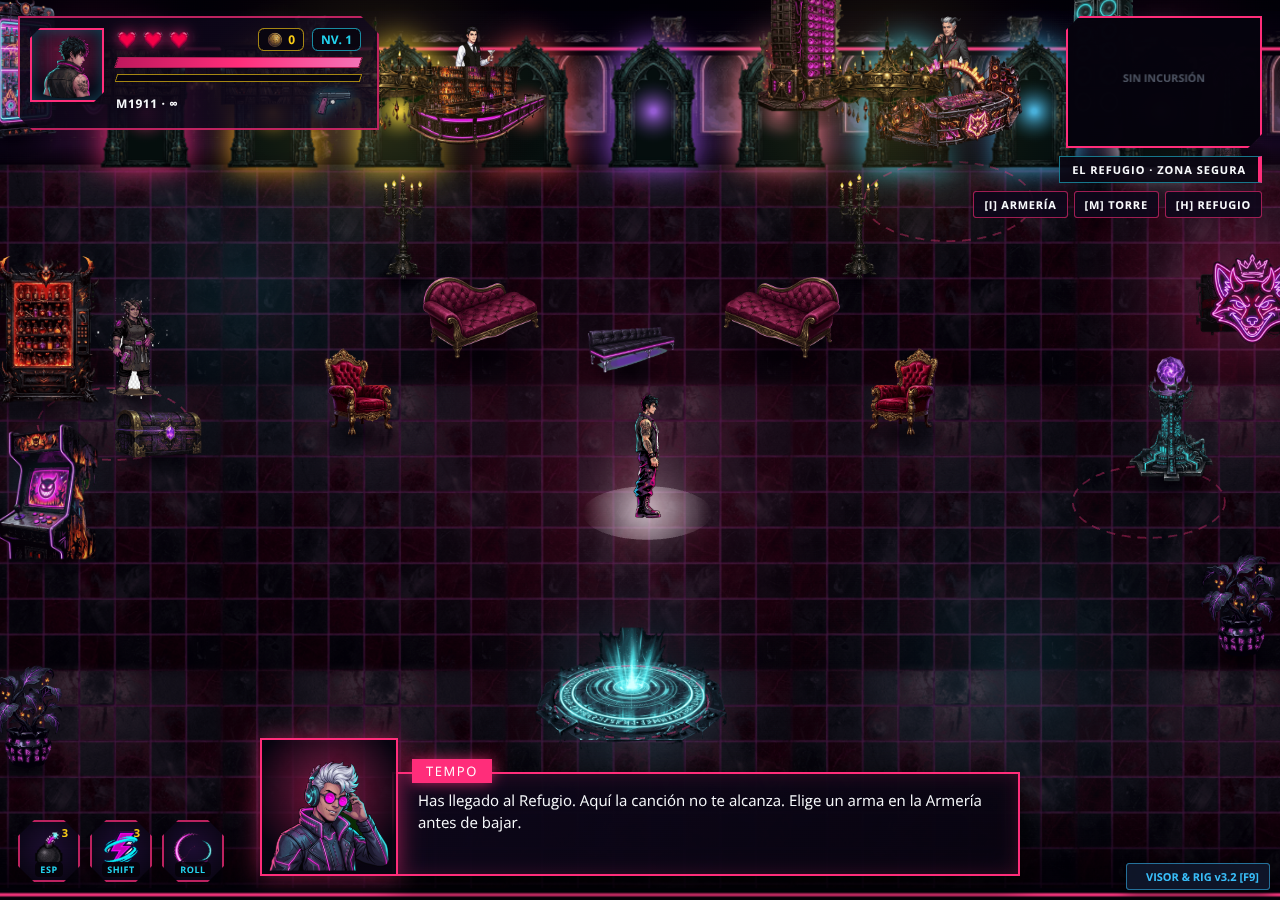 0
NV. 1
M1911 · ∞
SIN INCURSIÓN
EL REFUGIO · ZONA SEGURA
[I] ARMERÍA
[M] TORRE
[H] REFUGIO
TEMPO
Has llegado al Refugio. Aquí la canción no te alcanza. Elige un arma en la Armería
antes de bajar.
3
ESP
3
SHIFT
ROLL
VISOR & RIG v3.2 [F9]